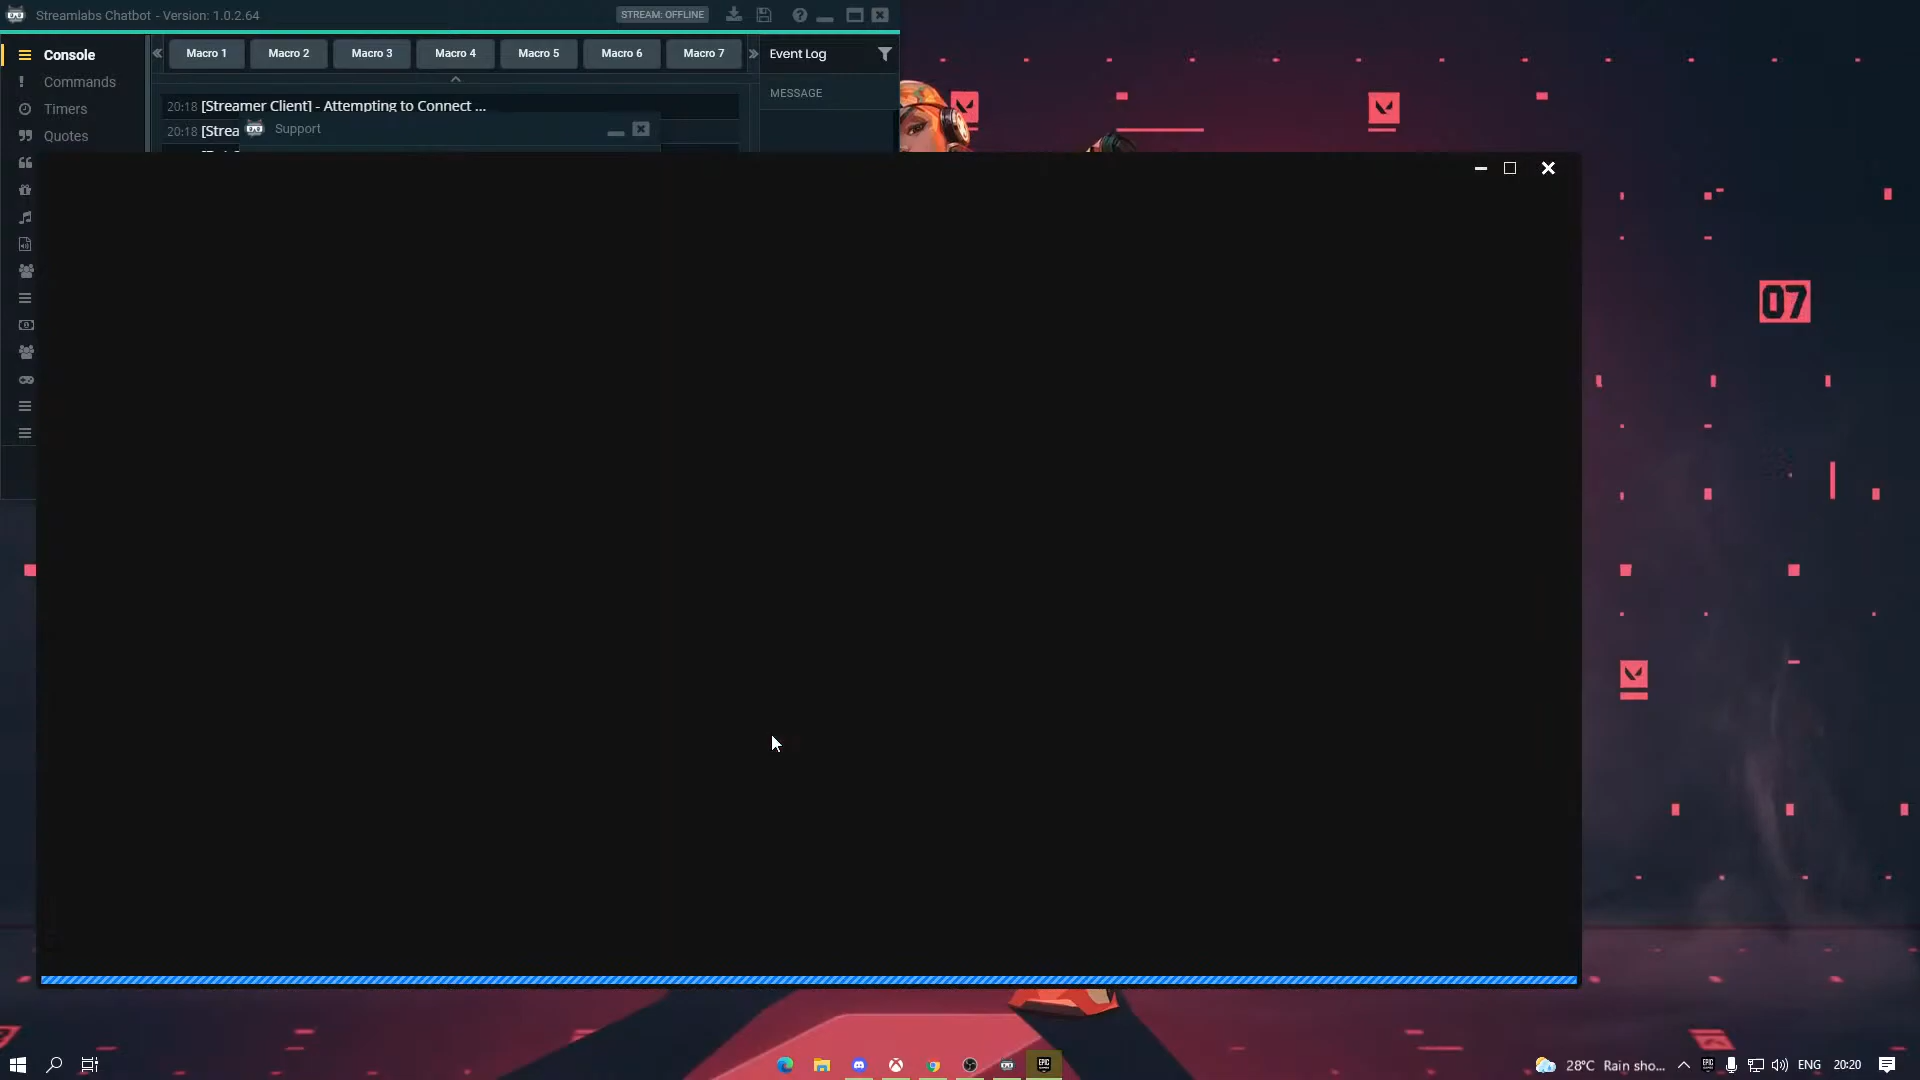 Streamlabs Chatbot - Version: 1.0.2.64
STREAM: OFFLINE
Console
Commands
Timers
Quotes
Macro 1
Macro 2
Macro 3
Macro 4
Macro 5
Macro 6
Macro 7
Event Log
MESSAGE
20:18 [Streamer Client] - Attempting to Connect ...
20:18 [Strea
Support
07
EPIC
28°C Rain sho...
EPIC
ENG
20:20